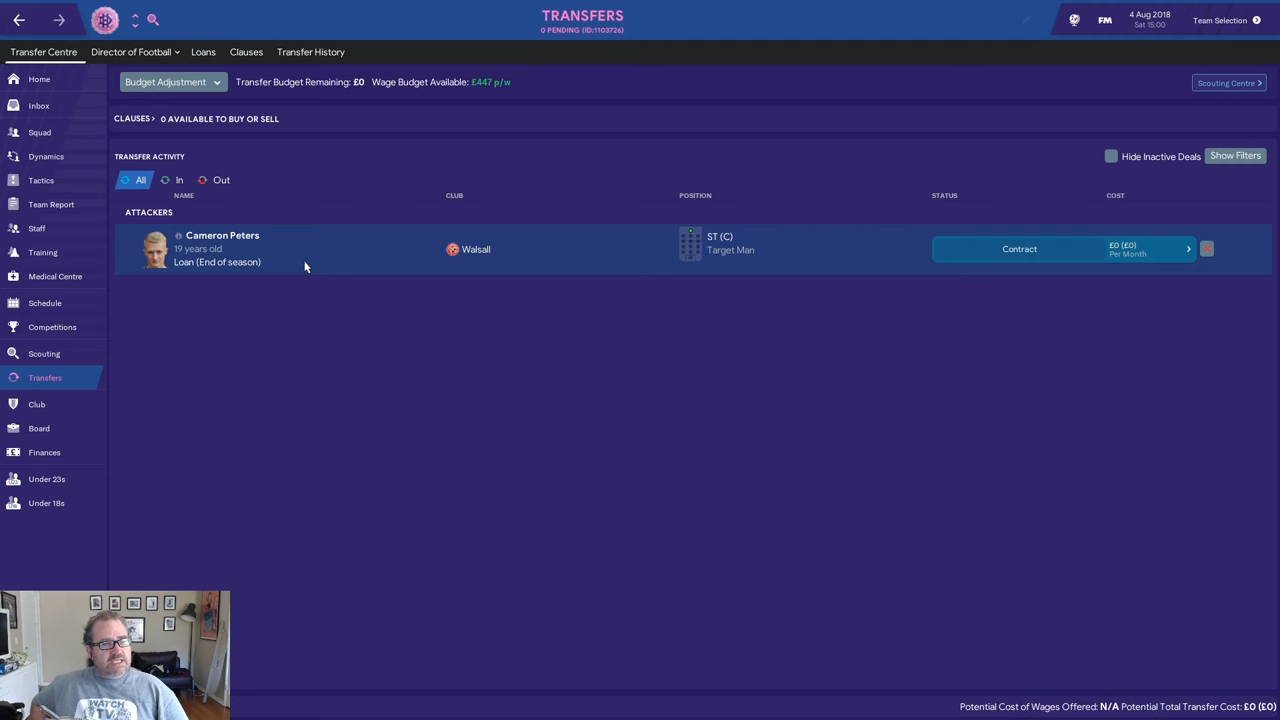 TRANSFERS
0 PENDING (ID:1103726)
FM
4 Aug 2018
Sat 15:00
Team Selection
Transfer Centre
Director of Football
Loans
Clauses
Transfer History
Home
Inbox
Squad
Dynamics
Tactics
Team Report
Staff
Training
Medical Centre
Schedule
Competitions
Scouting
Transfers
Club
Board
Finances
Under 23s
Under 18s
Budget Adjustment
Transfer Budget Remaining: £0 Wage Budget Available: £447 p/w
Scouting Centre
CLAUSES 0 AVAILABLE TO BUY OR SELL
TRANSFER ACTIVITY
Hide Inactive Deals
Show Filters
All In Out
NAME CLUB POSITION STATUS COST
ATTACKERS
Cameron Peters
19 years old
Loan (End of season)
Walsall
ST (C)
Target Man
Contract
£0 (£0)
Per Month
WATCH
TV
Potential Cost of Wages Offered: N/A Potential Total Transfer Cost: £0 (£0)